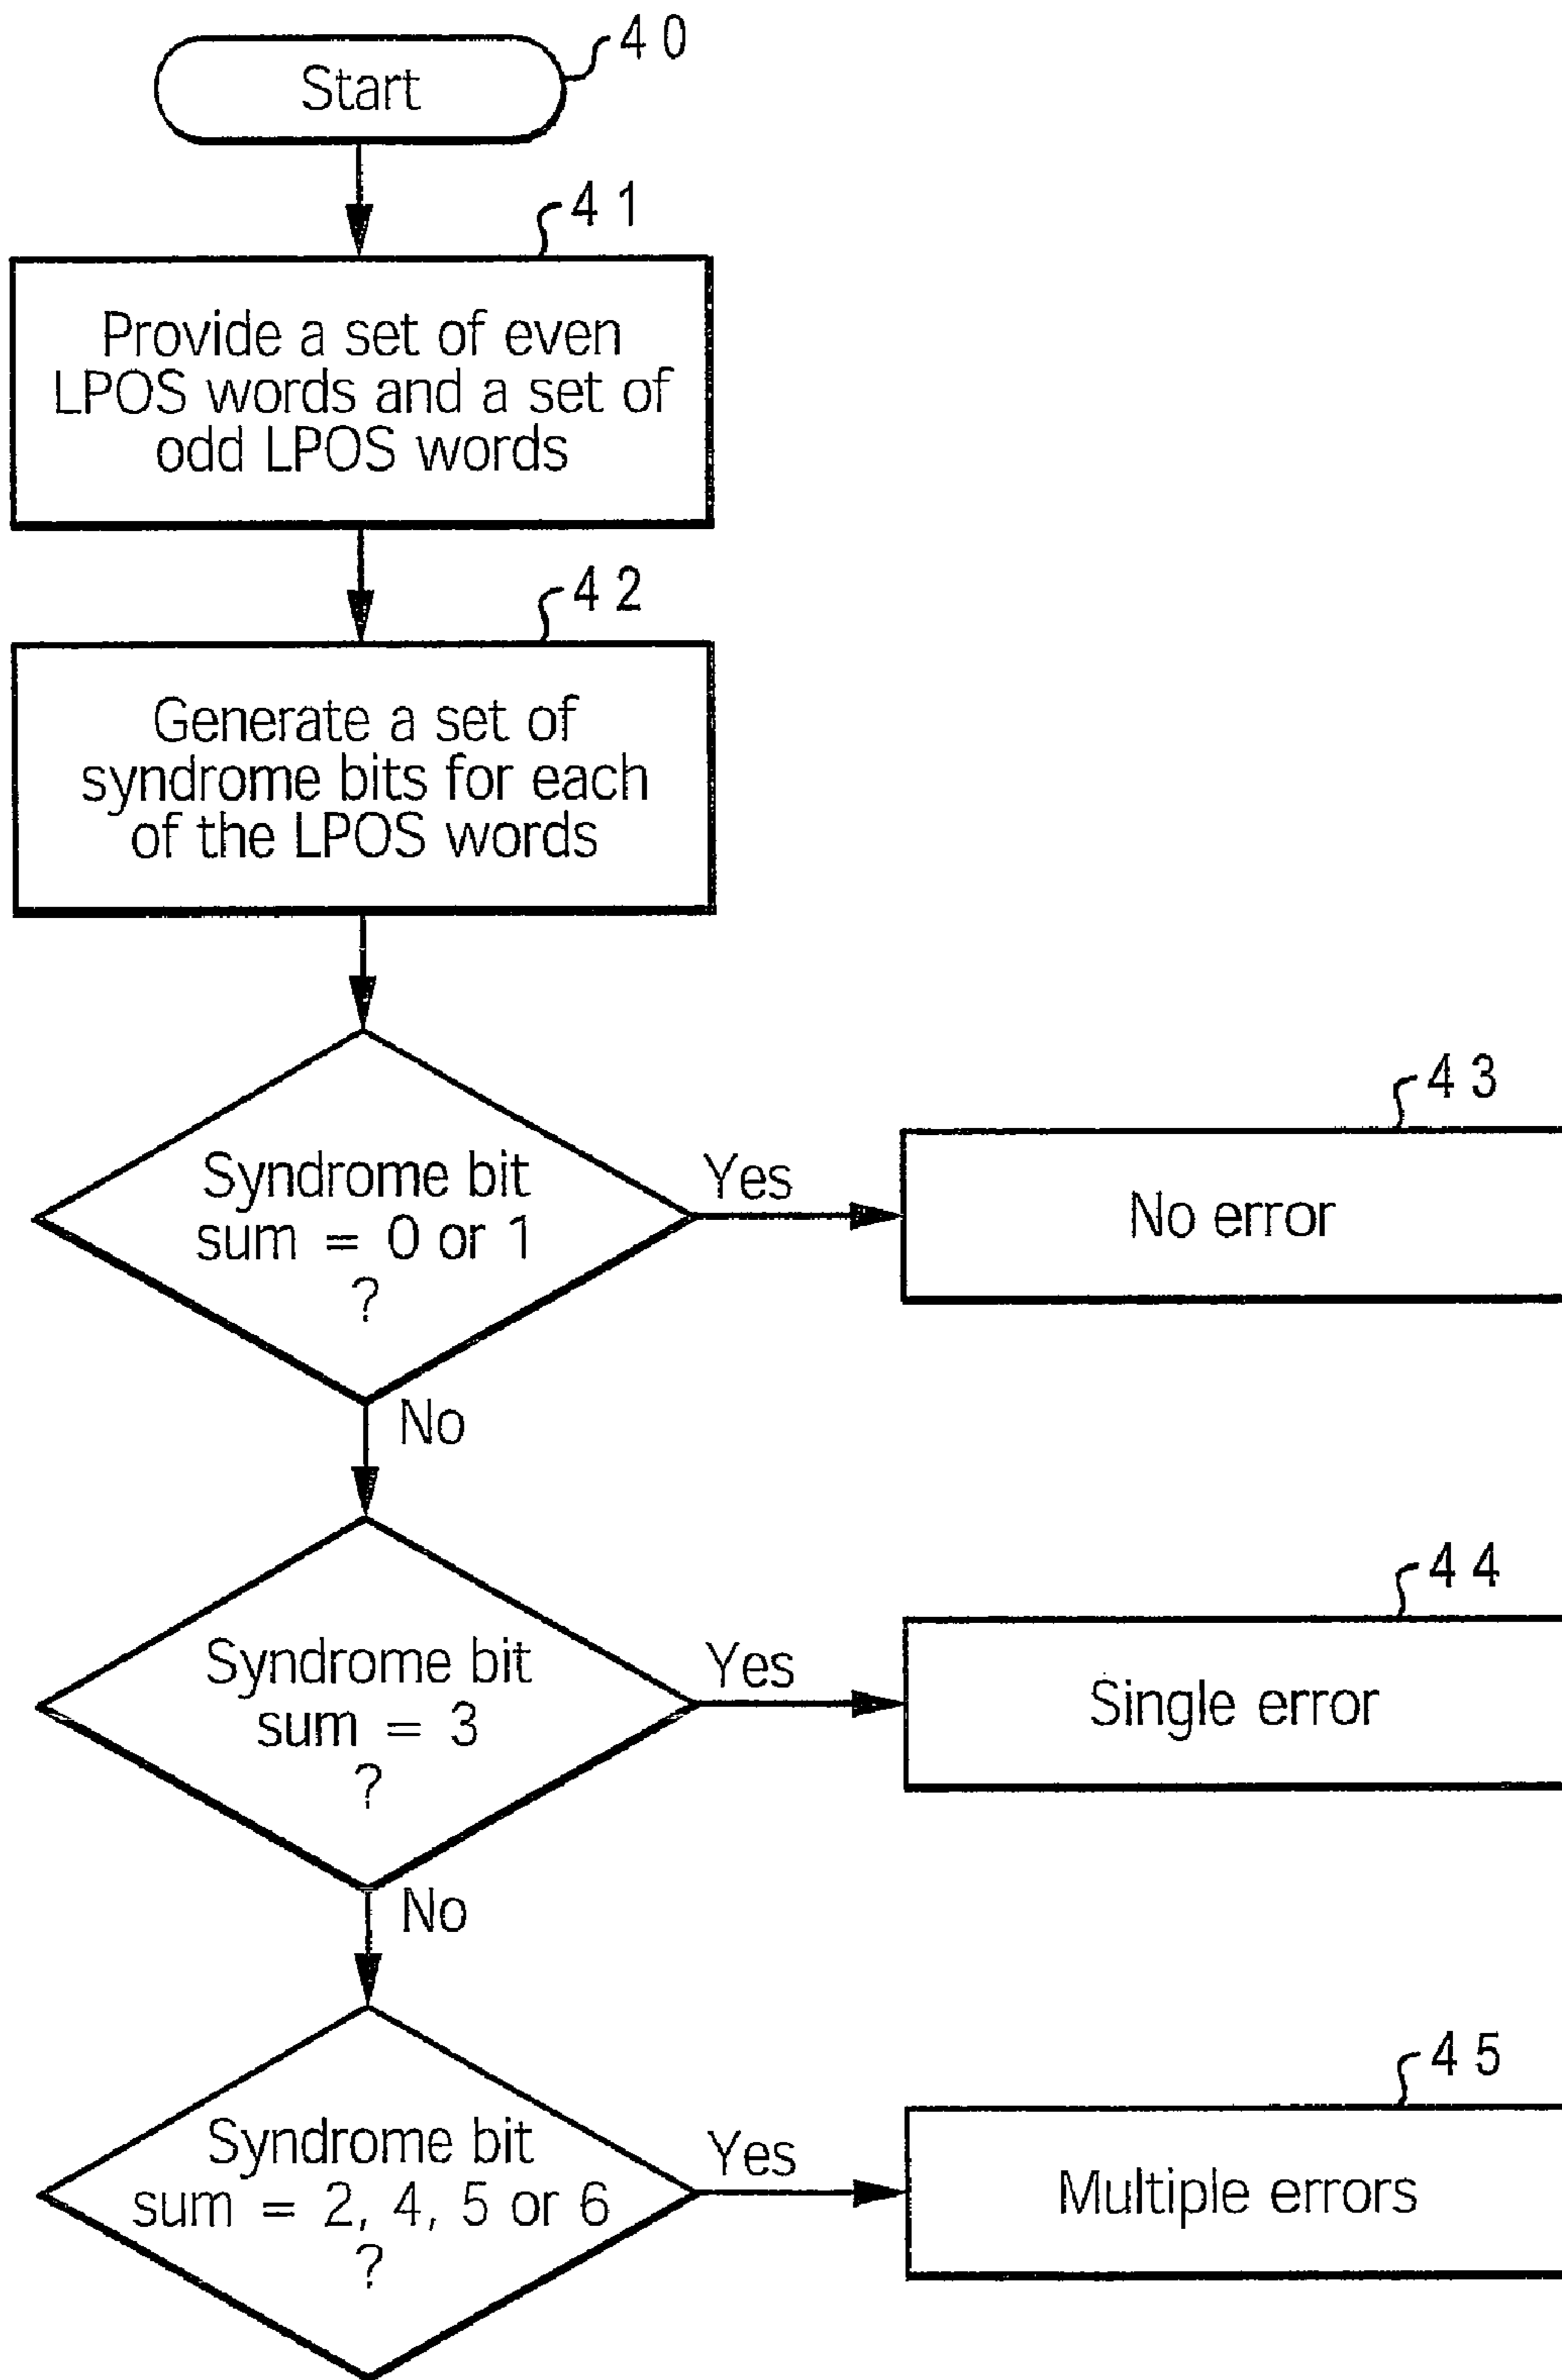 40
Start
41
Provide a set of even
LPOS words and a set of
odd LPOS words
42
Generate a set of
syndrome bits for each
of the LPOS words
43
Syndrome bit
sum = 0 or 1
?
Yes
No error
No
44
Syndrome bit
sum = 3
?
Yes
Single error
No
45
Syndrome bit
sum = 2, 4, 5 or 6
?
Yes
Multiple errors